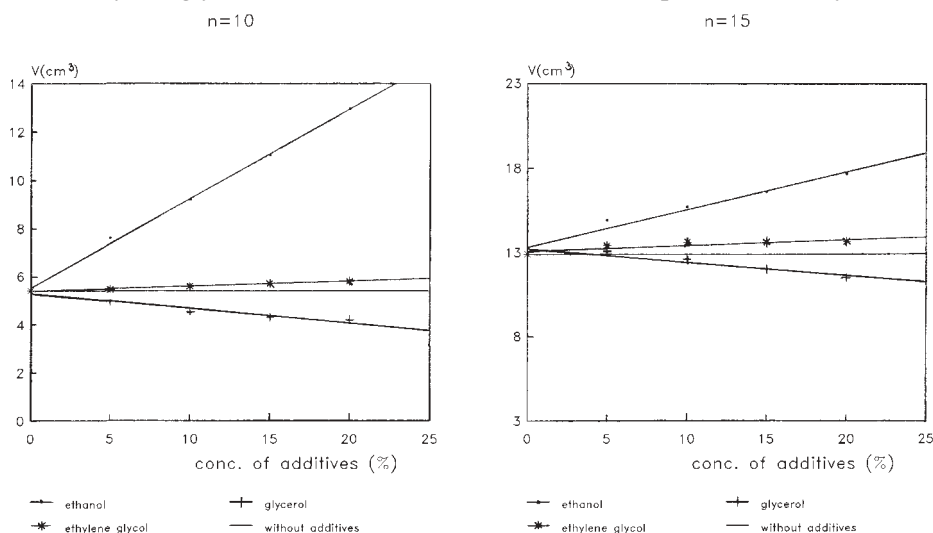 n=10
V(cm³)
14
12
10
8
6
4
2
0
0 5 10 15 20 25
conc. of additives (%)
ethanol
glycerol
ethylene glycol
without additives
n=15
V(cm³)
23
18
13
8
3
0 5 10 15 20 25
conc. of additives (%)
ethanol
glycerol
ethylene glycol
without additives